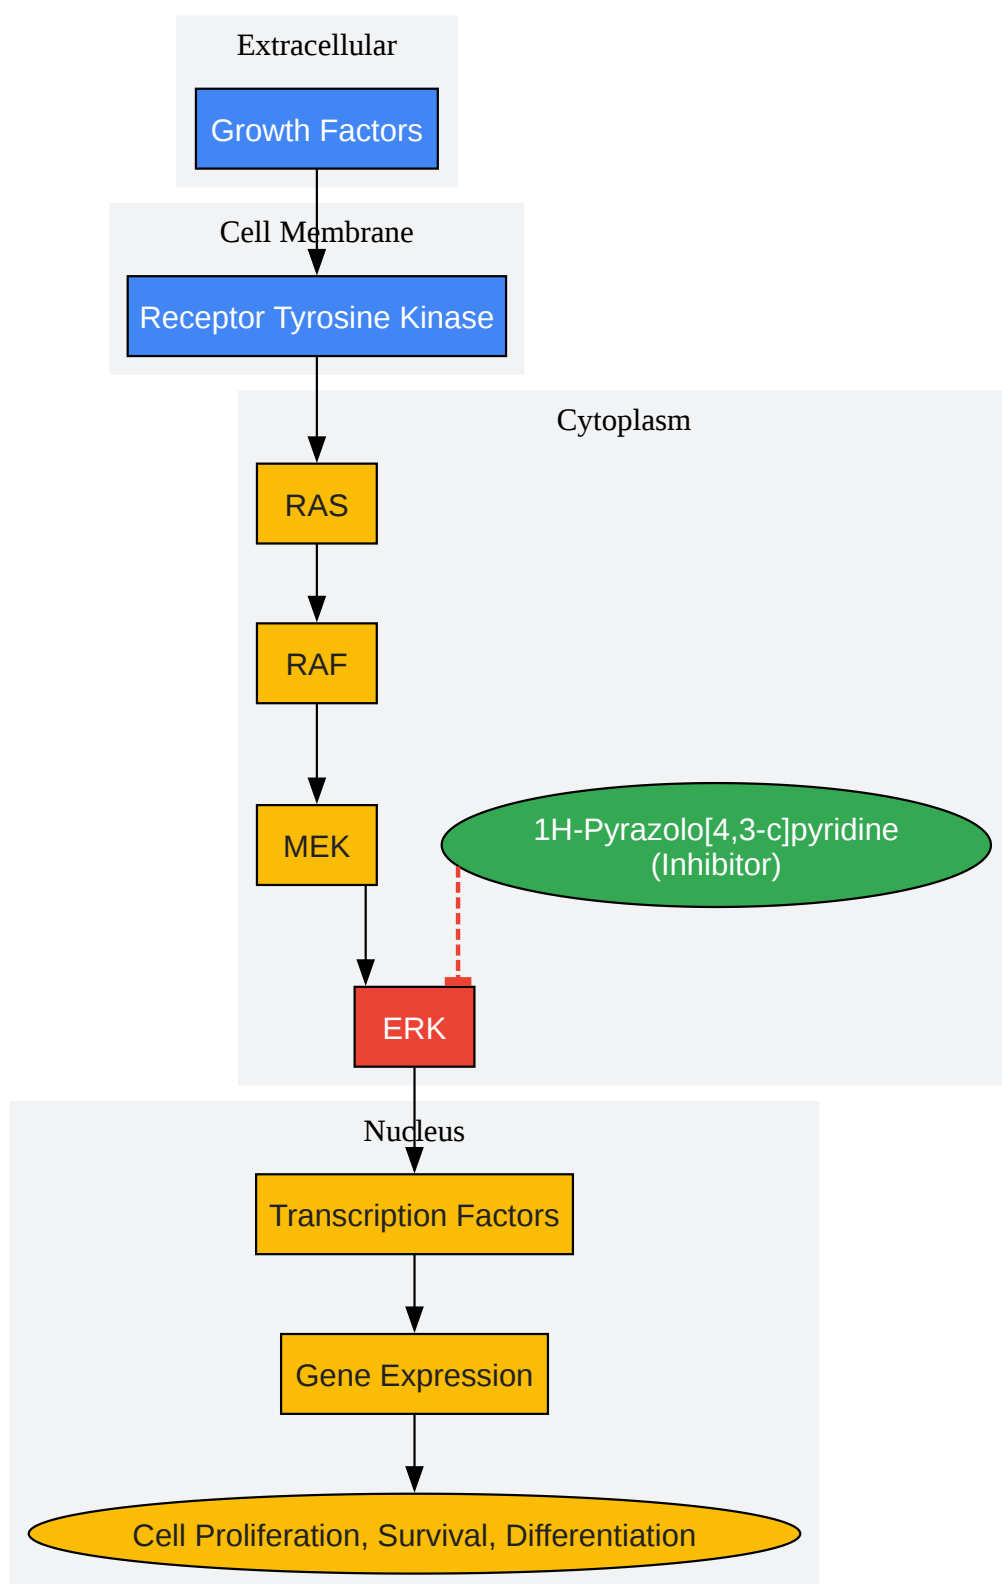 Extracellular
Growth Factors
Cell Membrane
Receptor Tyrosine Kinase
Cytoplasm
RAS
RAF
MEK
1H-Pyrazolo[4,3-c]pyridine
(Inhibitor)
ERK
Nucleus
Transcription Factors
Gene Expression
Cell Proliferation, Survival, Differentiation